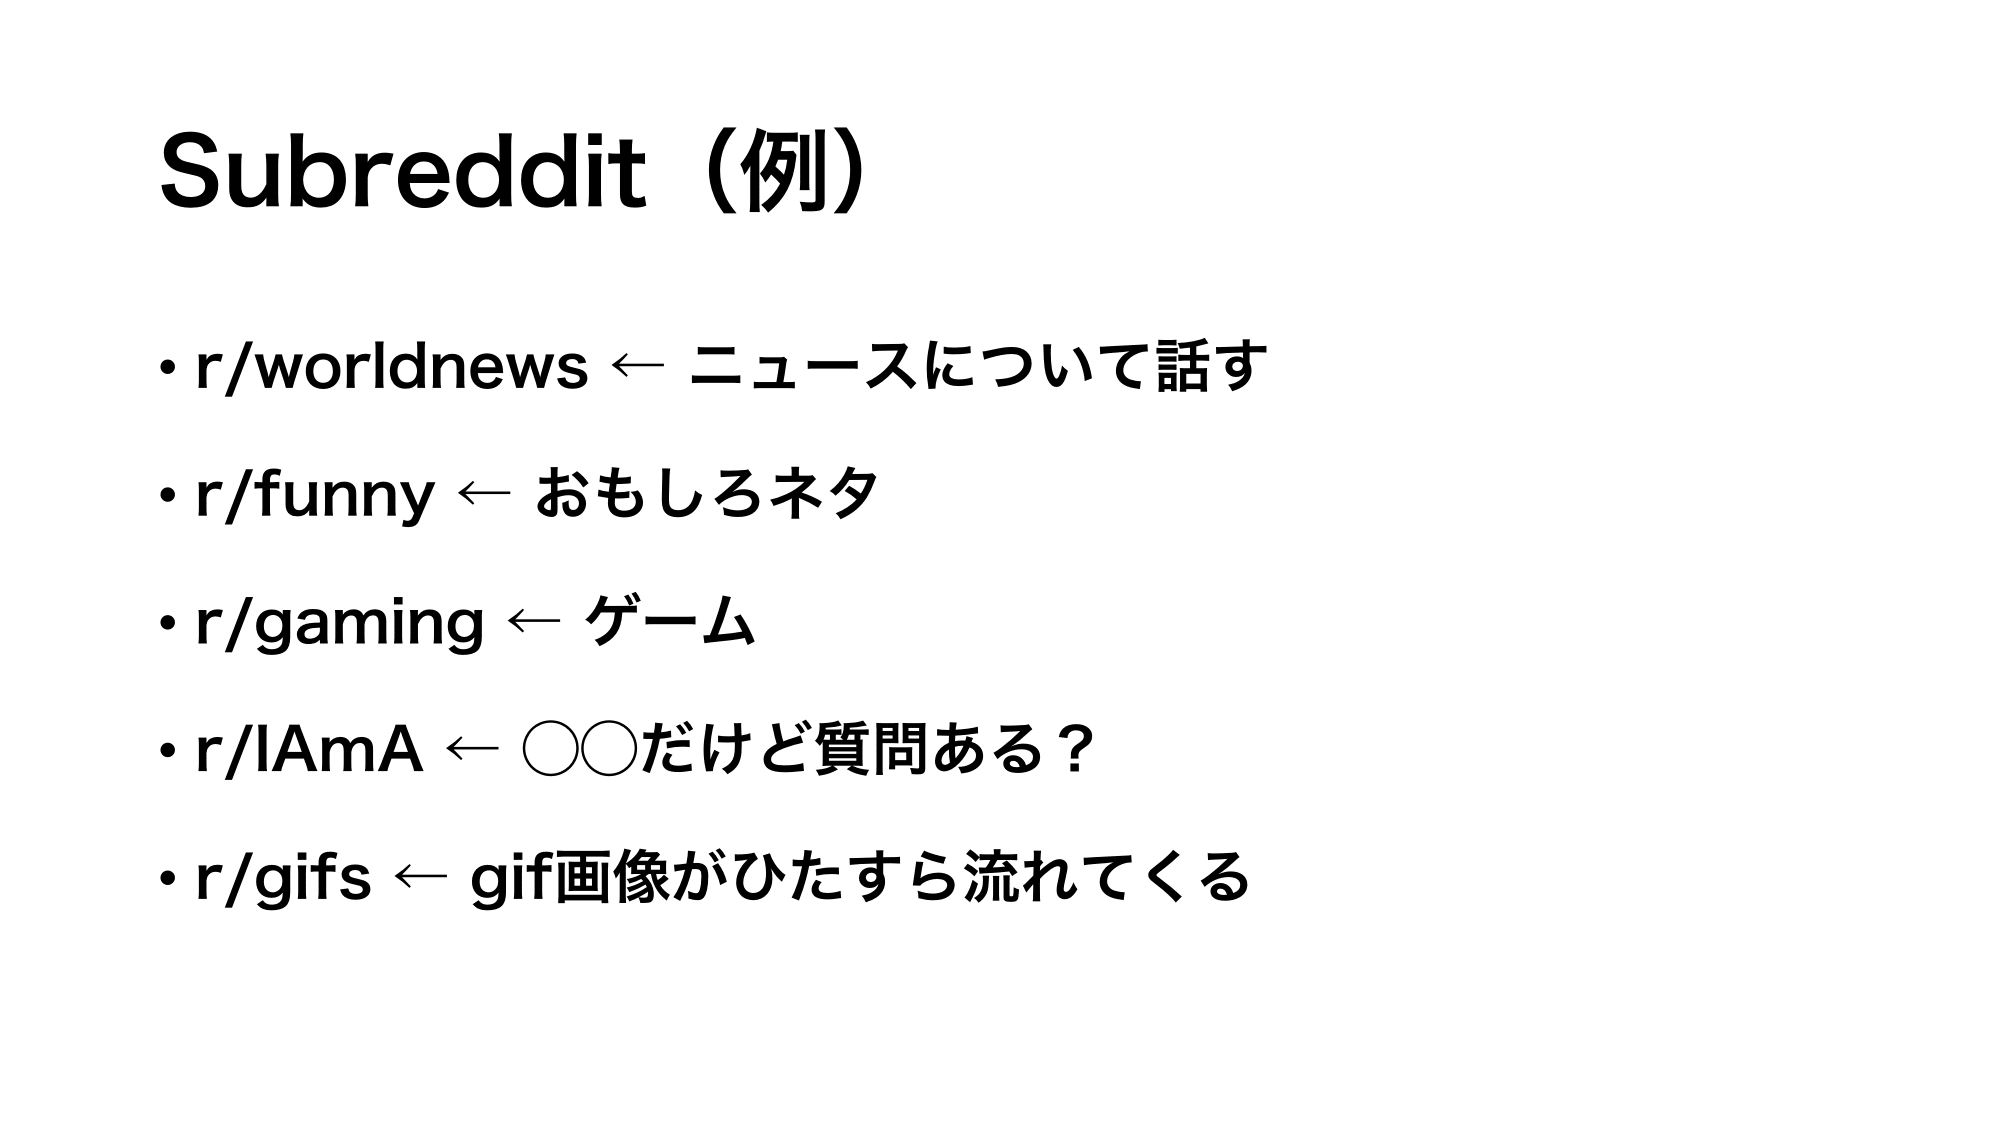 Subreddit（例）
• r/worldnews ← ニュースについて話す
• r/funny ← おもしろネタ
• r/gaming ← ゲーム
• r/IAmA ← ◯◯だけど質問ある？
• r/gifs ← gif画像がひたすら流れてくる